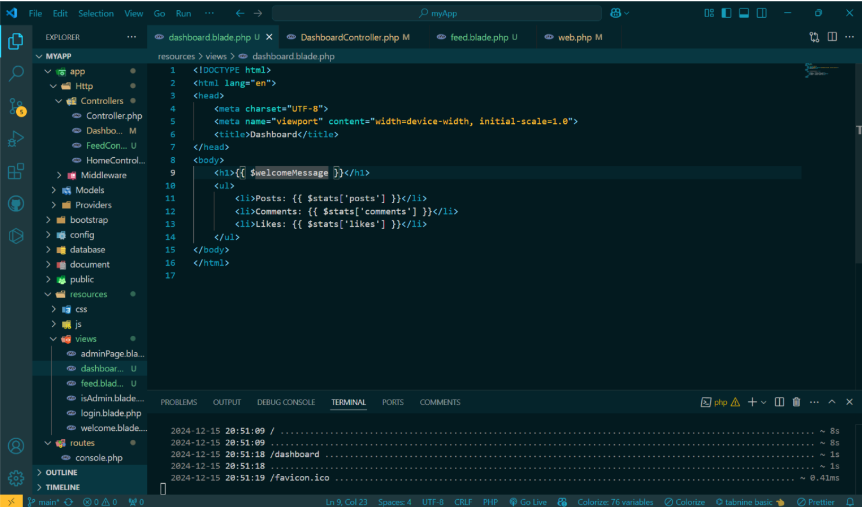 File Edit Selection View Go Run ··· myApp
EXPLORER ···
MYAPP
app
Http
Controllers
Controller.php
Dashbo... M
FeedCon... U
HomeControl...
Middleware
Models
Providers
bootstrap
config
database
document
public
resources
css
js
views
adminPage.bla...
dashboar... U
feed.blad... U
isAdmin.blade....
login.blade.php
welcome.blade....
routes
console.php
OUTLINE
TIMELINE
dashboard.blade.php U DashboardController.php M feed.blade.php U web.php M
resources > views > dashboard.blade.php
1 <!DOCTYPE html>
2 <html lang="en">
3 <head>
4 <meta charset="UTF-8">
5 <meta name="viewport" content="width=device-width, initial-scale=1.0">
6 <title>Dashboard</title>
7 </head>
8 <body>
9 <h1>{{ $welcomeMessage }}</h1>
10 <ul>
11 <li>Posts: {{ $stats['posts'] }}</li>
12 <li>Comments: {{ $stats['comments'] }}</li>
13 <li>Likes: {{ $stats['likes'] }}</li>
14 </ul>
15 </body>
16 </html>
17
PROBLEMS OUTPUT DEBUG CONSOLE TERMINAL PORTS COMMENTS php
2024-12-15 20:51:09 / ........ ~ 8s
2024-12-15 20:51:09 ........ ~ 8s
2024-12-15 20:51:18 /dashboard ........ ~ 1s
2024-12-15 20:51:18 ........ ~ 1s
2024-12-15 20:51:19 /favicon.ico ........ ~ 0.41ms
main* 0 0 0 Ln 9, Col 23 Spaces: 4 UTF-8 CRLF PHP Go Live Colorize: 76 variables Colorize tabnine basic Prettier